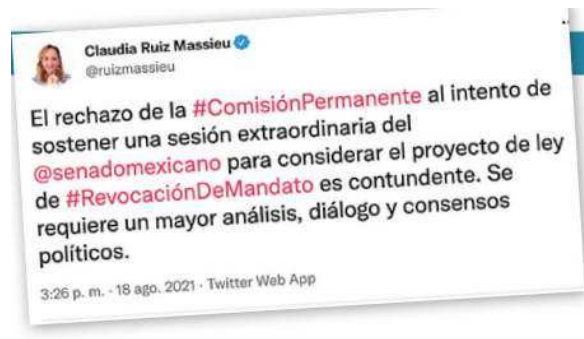 Claudia Ruiz Massieu
@ruizmassieu
El rechazo de la #ComisiónPermanente al intento de
sostener una sesión extraordinaria del
@senadomexicano para considerar el proyecto de ley
de #RevocaciónDeMandato es contundente. Se
requiere un mayor análisis, diálogo y consensos
políticos.
3:26 p. m. · 18 ago. 2021 · Twitter Web App